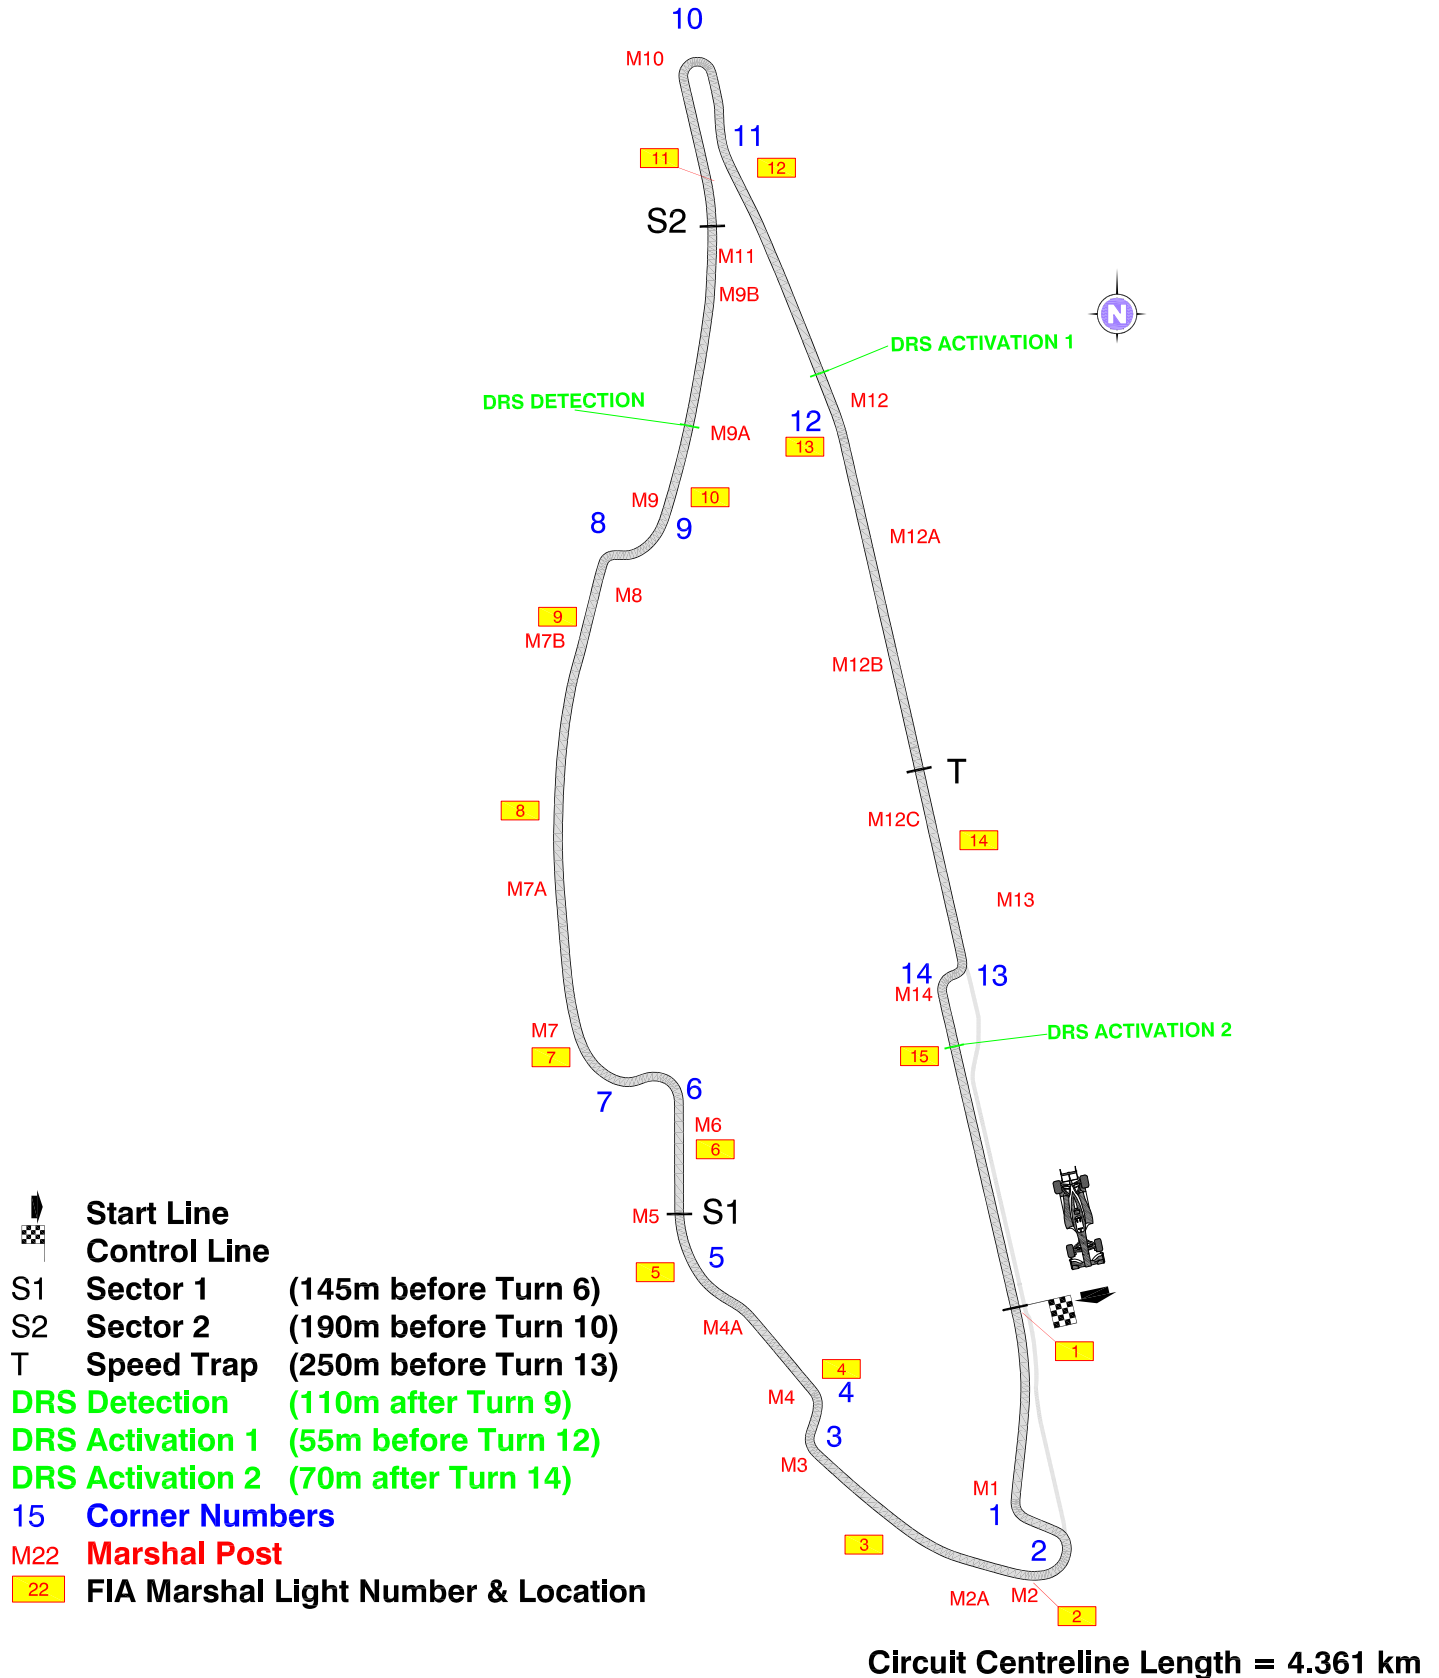 10
M10
11
11
12
S2
M11
M9B
N
DRS ACTIVATION 1
DRS DETECTION
M12
12
13
M9A
M9
10
8
9
M12A
M8
9
M7B
M12B
T
8
M12C
14
M7A
M13
14
13
M14
M7
DRS ACTIVATION 2
7
15
7
6
M6
6
M5
S1
5
5
M4A
1
4
M4
4
3
M3
M1
1
3
2
M2A
M2
2
Start Line
Control Line
S1 Sector 1 (145m before Turn 6)
S2 Sector 2 (190m before Turn 10)
T Speed Trap (250m before Turn 13)
DRS Detection (110m after Turn 9)
DRS Activation 1 (55m before Turn 12)
DRS Activation 2 (70m after Turn 14)
15 Corner Numbers
M22 Marshal Post
22 FIA Marshal Light Number & Location
Circuit Centreline Length = 4.361 km